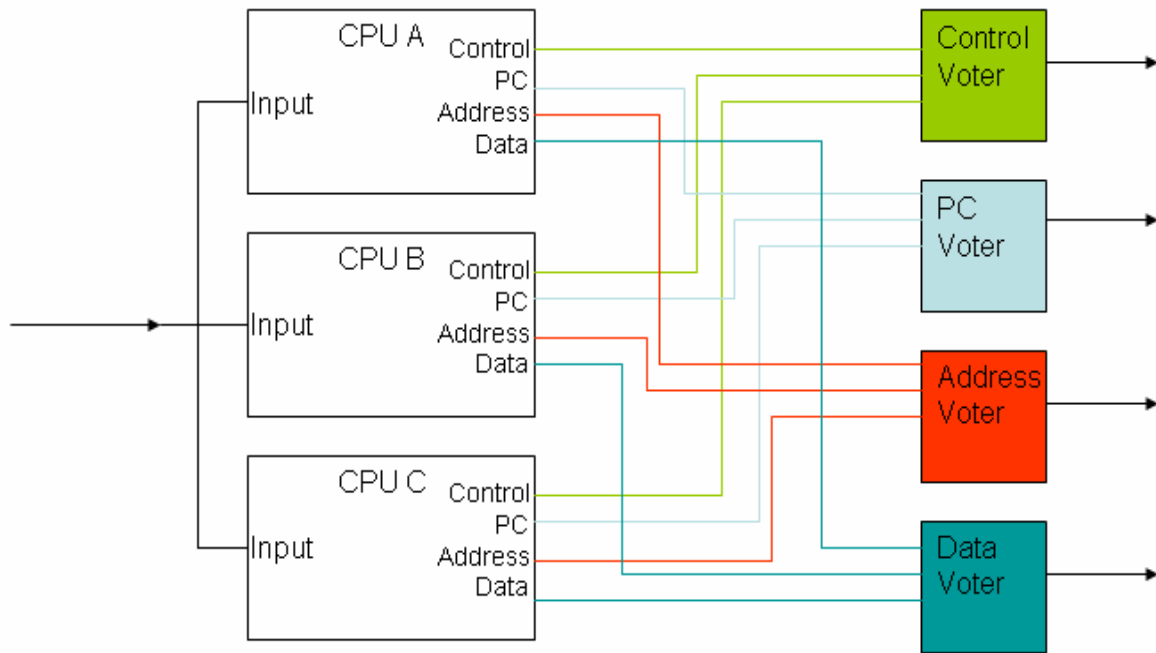 CPU A
Control
PC
Input
Address
Data
CPU B
Control
PC
Input
Address
Data
CPU C
Control
PC
Input
Address
Data
Control
Voter
PC
Voter
Address
Voter
Data
Voter